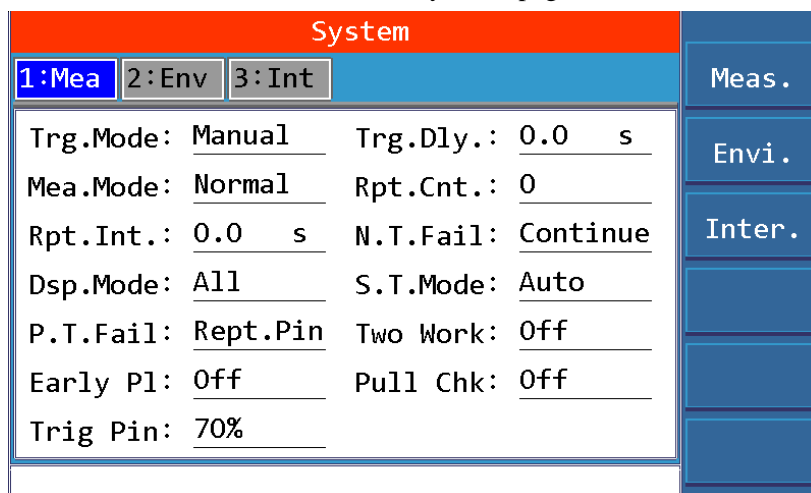 System
1:Mea 2:Env 3:Int
Trg.Mode: Manual Trg.Dly.: 0.0 s
Mea.Mode: Normal Rpt.Cnt.: 0
Rpt.Int.: 0.0 s N.T.Fail: Continue
Dsp.Mode: All S.T.Mode: Auto
P.T.Fail: Rept.Pin Two Work: Off
Early Pl: Off Pull Chk: Off
Trig Pin: 70%
Meas.
Envi.
Inter.